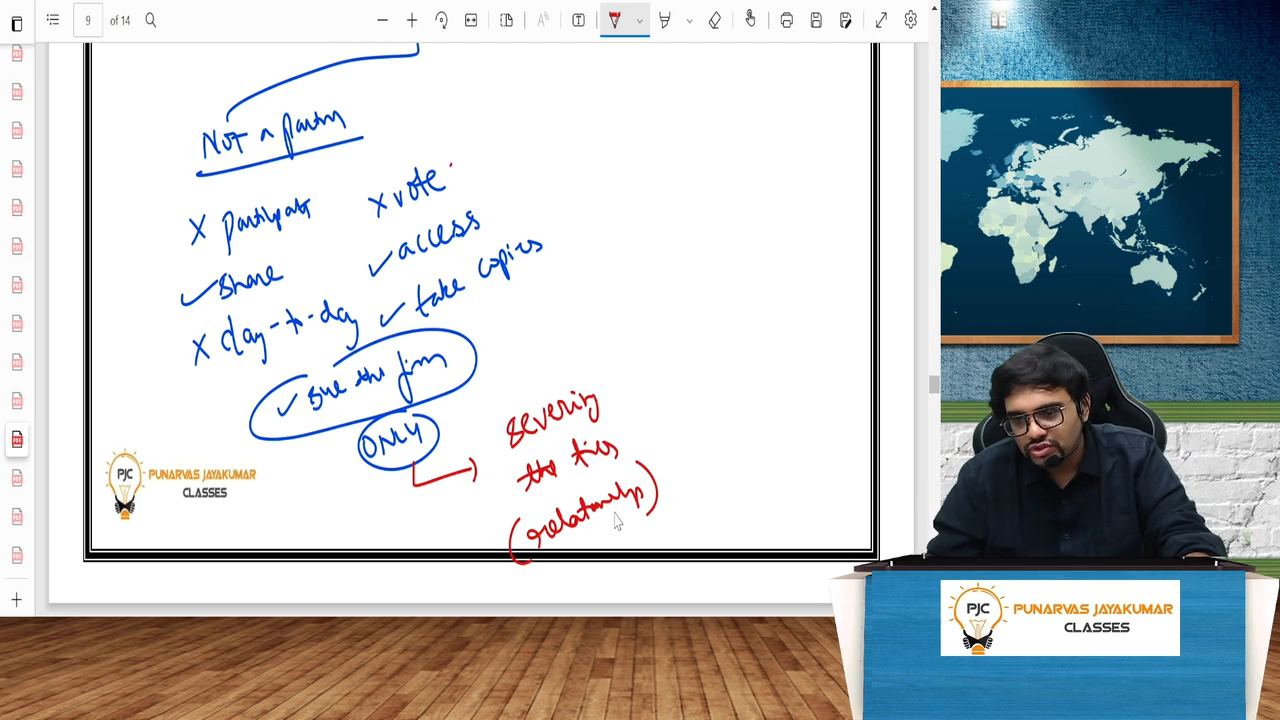 9 of 14
NOT a partner
X participate
X vote
✓ share
✓ access
X day-to-day
✓ take copies
✓ sue the firm
ONLY
severing
the ties
(relationship)
PJC PUNARVAS JAYAKUMAR
CLASSES
PJC PUNARVAS JAYAKUMAR
CLASSES